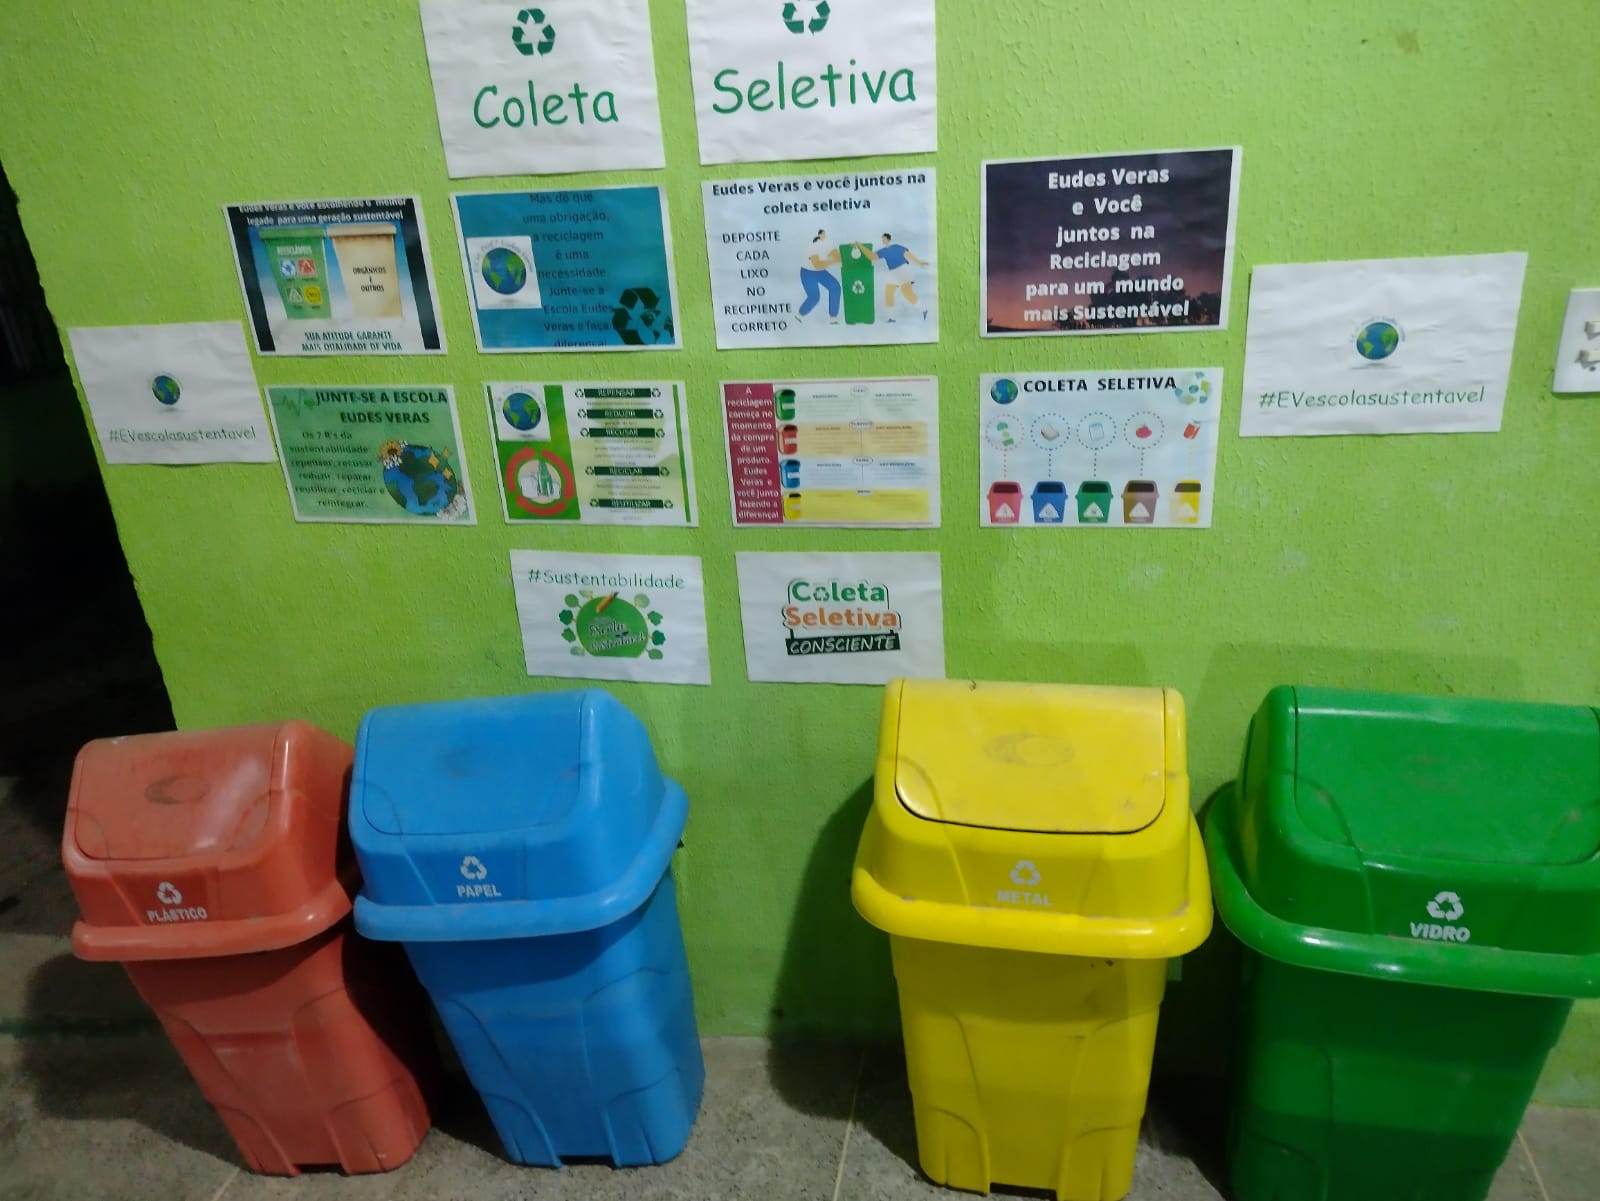 Coleta
Seletiva
Eudes Veras e você escolhendo o melhor
legado para uma geração sustentável
RECICLÁVEIS
ORGÂNICOS
E
OUTROS
SUA ATITUDE GARANTE
MAIS QUALIDADE DE VIDA
Mas do que
uma obrigação,
a reciclagem
é uma
necessidade
Junte-se a
Escola Eudes
Veras e faça
diferença!
Eudes Veras e você juntos na
coleta seletiva
DEPOSITE
CADA
LIXO
NO
RECIPIENTE
CORRETO
Eudes Veras
e Você
juntos na
Reciclagem
para um mundo
mais Sustentável
#EVescolasustentavel
JUNTE-SE A ESCOLA
EUDES VERAS
Os 7 R's da
sustentabilidade:
repensar, recusar
reduzir, reparar,
reutilizar, reciclar e
reintegrar.
REPENSAR
REDUZIR
RECUSAR
RECICLAR
REUTILIZAR
A
reciclagem
começa no
momento
da compra
de um
produto.
Eudes
Veras e
você junto
fazendo a
diferença!
COLETA SELETIVA
#EVescolasustentavel
#Sustentabilidade
Escola
Sustentável
Coleta
Seletiva
CONSCIENTE
PLÁSTICO
PAPEL
METAL
VIDRO